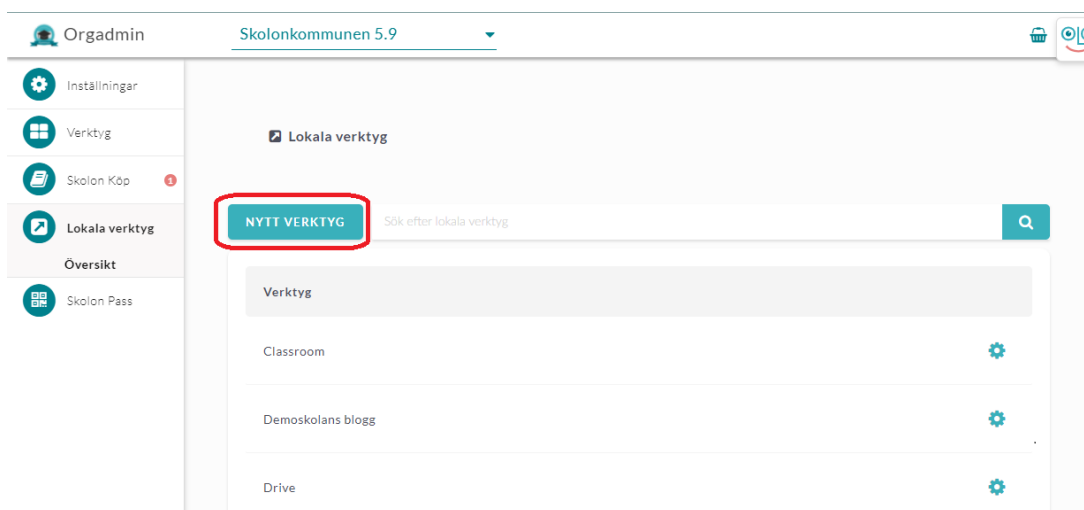 Orgadmin
Skolonkommunen 5.9
Inställningar
Verktyg
Skolon Köp 1
Lokala verktyg
Översikt
Skolon Pass
Lokala verktyg
NYTT VERKTYG
Sök efter lokala verktyg
Verktyg
Classroom
Demoskolans blogg
Drive